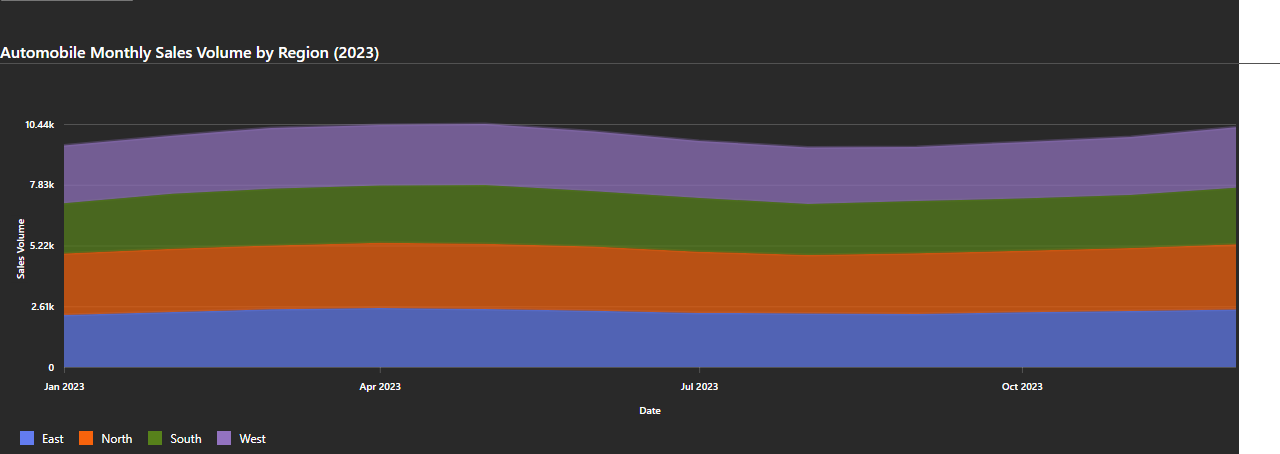 Automobile Monthly Sales Volume by Region (2023)
10.44k
7.83k
5.22k
2.61k
0
Sales Volume
Jan 2023 Apr 2023 Jul 2023 Oct 2023
Date
East North South West